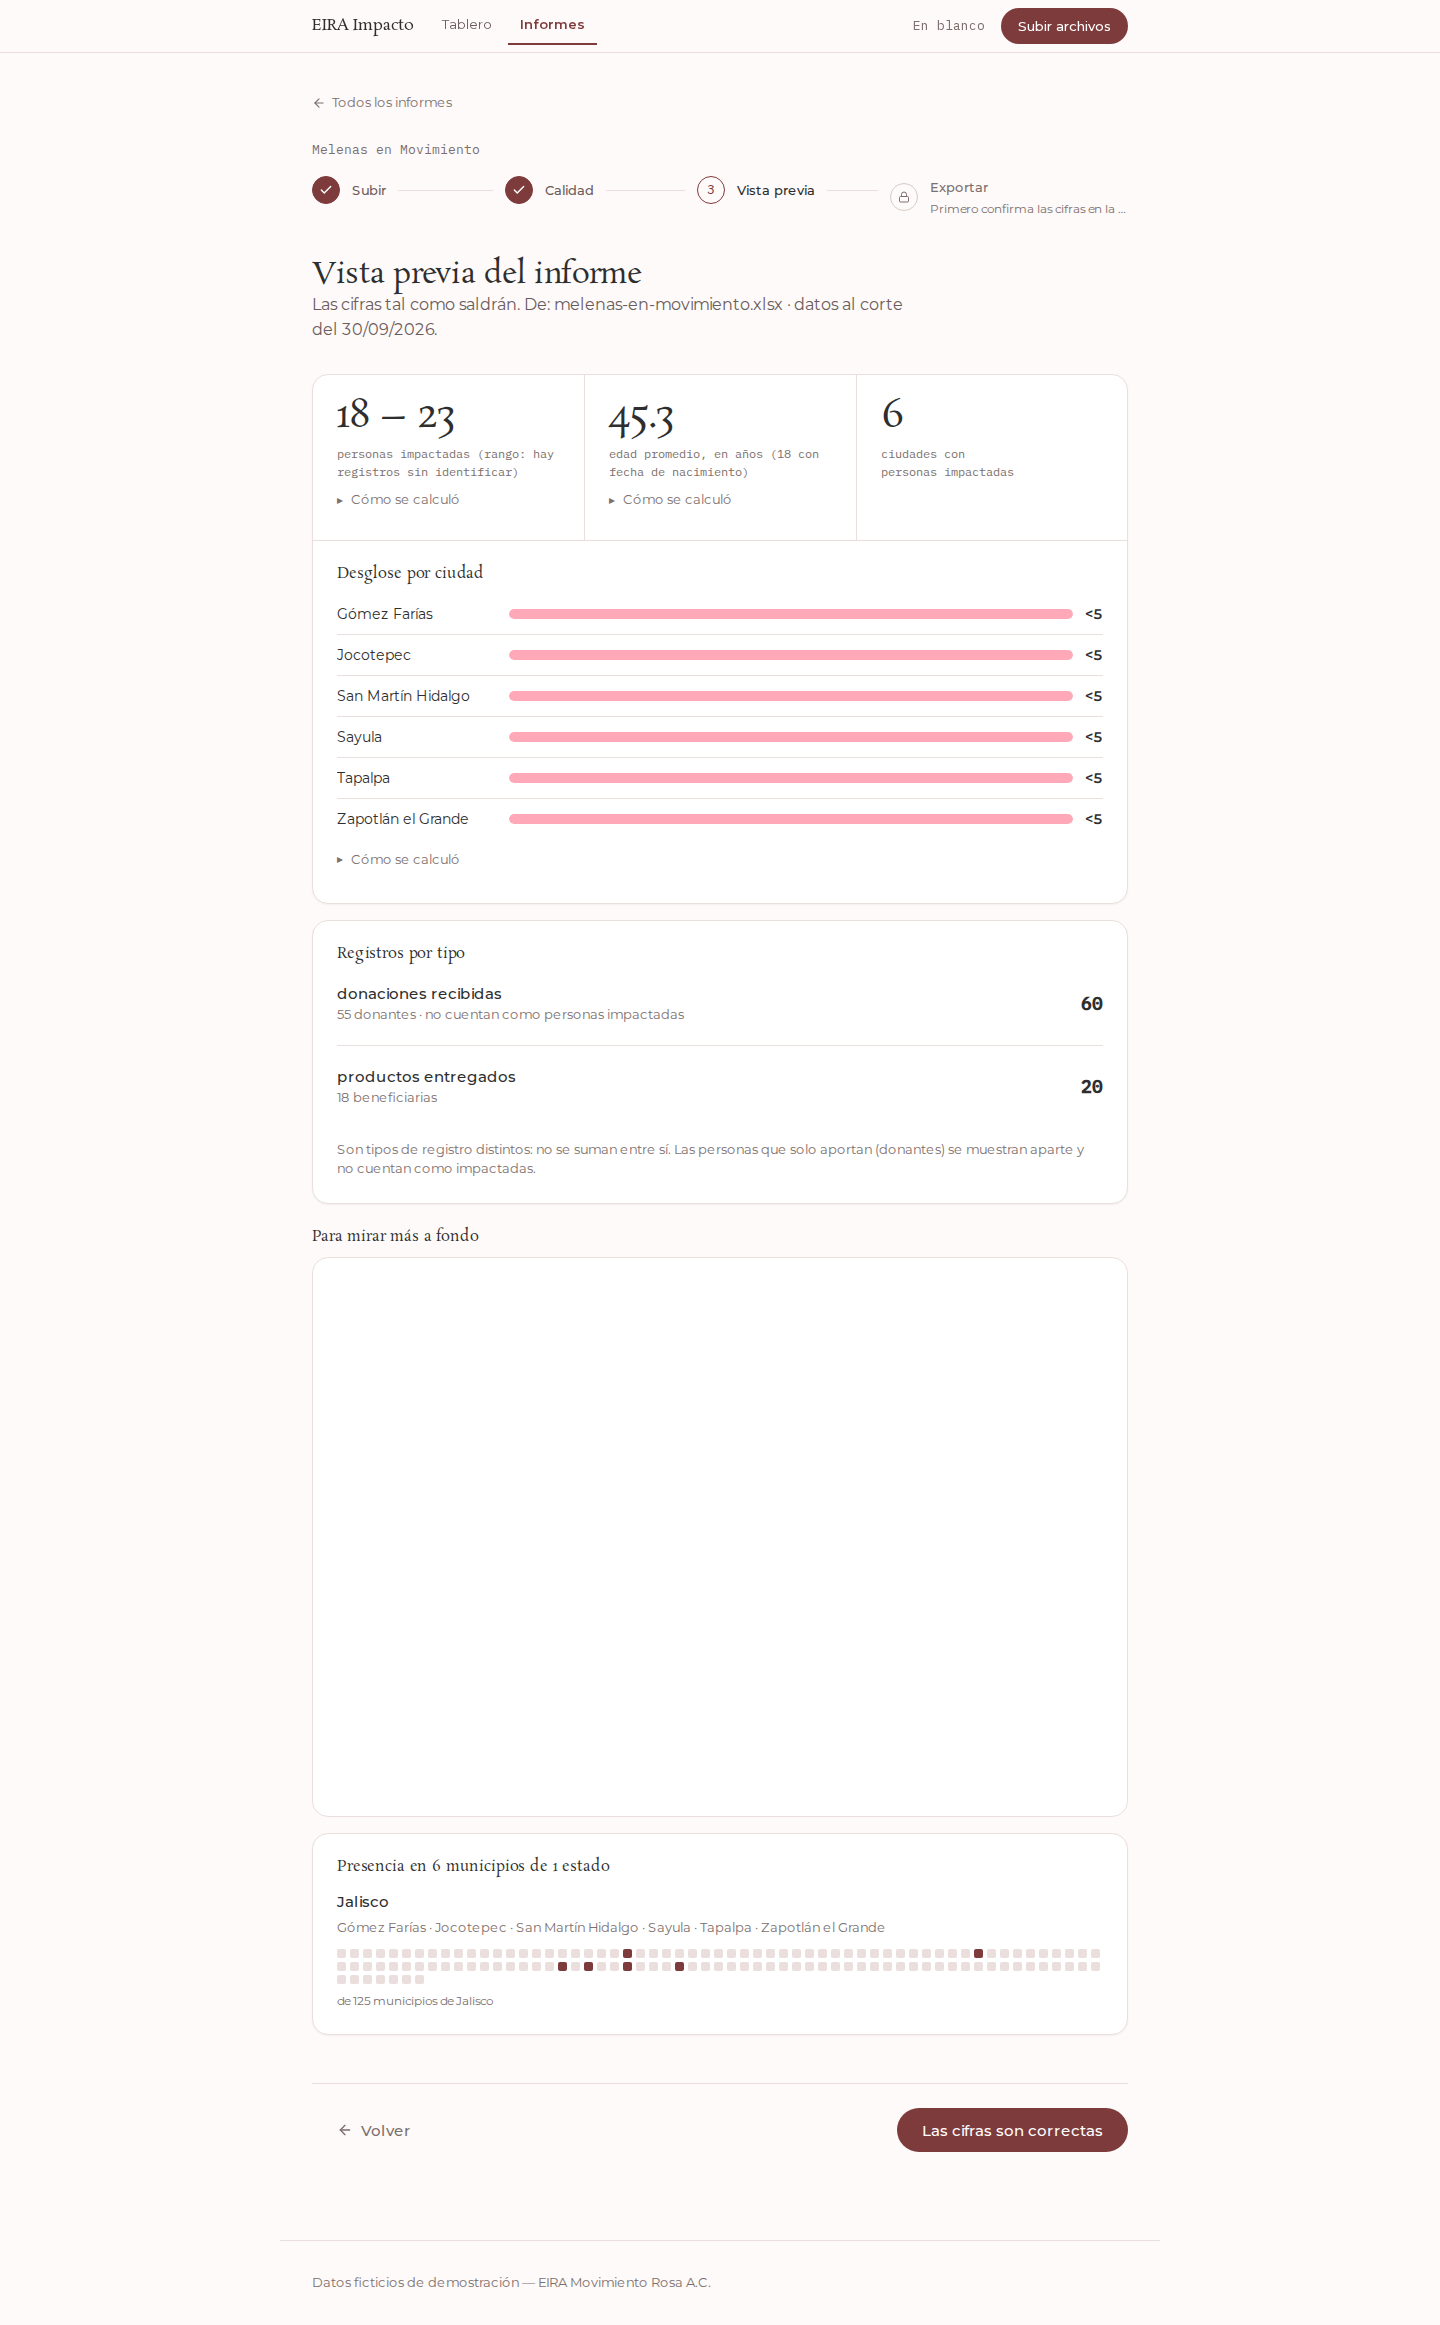 EIRA Impacto
Tablero
Informes
En blanco
Subir archivos
← Todos los informes
Melenas en Movimiento
Subir
Calidad
3
Vista previa
Exportar
Primero confirma las cifras en la ...
Vista previa del informe
Las cifras tal como saldrán. De: melenas-en-movimiento.xlsx · datos al corte
del 30/09/2026.
18 – 23
personas impactadas (rango: hay
registros sin identificar)
▸ Cómo se calculó
45.3
edad promedio, en años (18 con
fecha de nacimiento)
▸ Cómo se calculó
6
ciudades con
personas impactadas
Desglose por ciudad
Gómez Farías <5
Jocotepec <5
San Martín Hidalgo <5
Sayula <5
Tapalpa <5
Zapotlán el Grande <5
▸ Cómo se calculó
Registros por tipo
donaciones recibidas
55 donantes · no cuentan como personas impactadas
60
productos entregados
18 beneficiarias
20
Son tipos de registro distintos: no se suman entre sí. Las personas que solo aportan (donantes) se muestran aparte y
no cuentan como impactadas.
Para mirar más a fondo
Presencia en 6 municipios de 1 estado
Jalisco
Gómez Farías · Jocotepec · San Martín Hidalgo · Sayula · Tapalpa · Zapotlán el Grande
de 125 municipios de Jalisco
← Volver
Las cifras son correctas
Datos ficticios de demostración — EIRA Movimiento Rosa A.C.